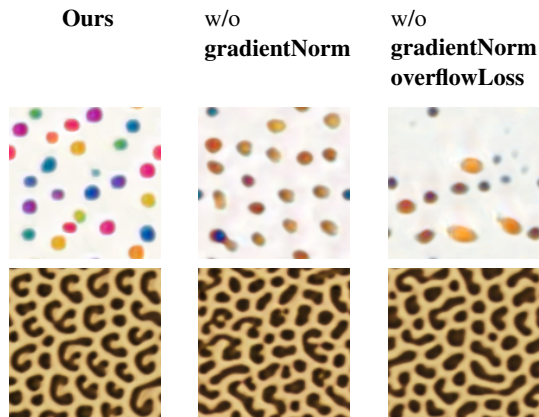 Ours
w/o
gradientNorm
w/o
gradientNorm
overflowLoss